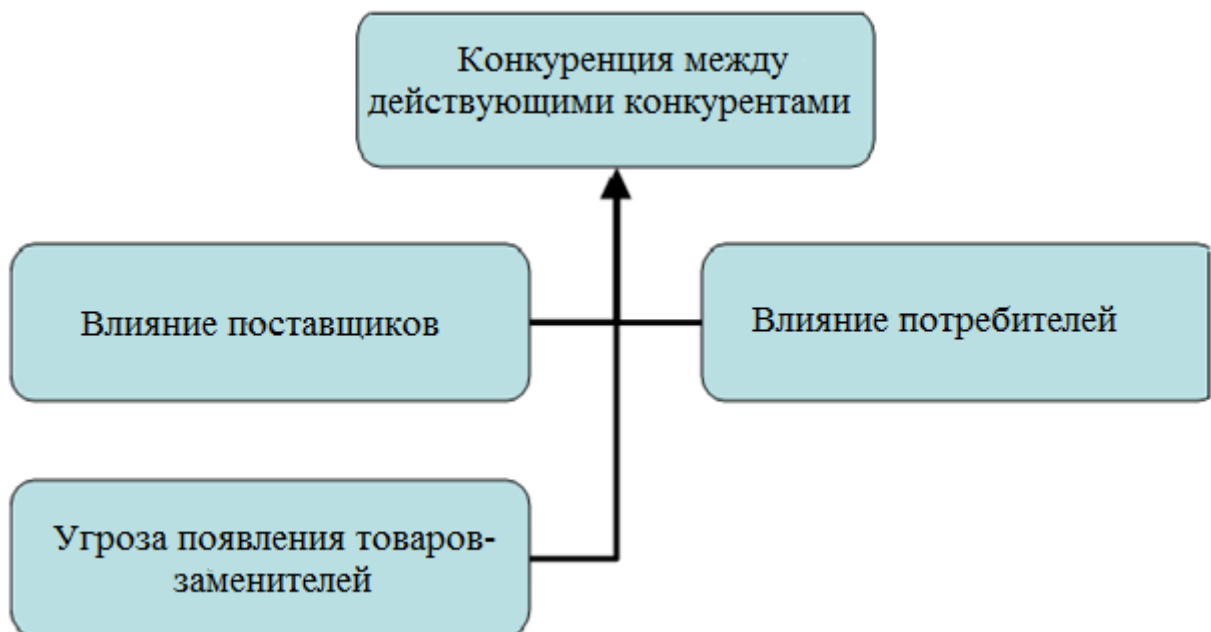 Конкуренция между
действующими конкурентами
Влияние поставщиков
Влияние потребителей
Угроза появления товаров-
заменителей